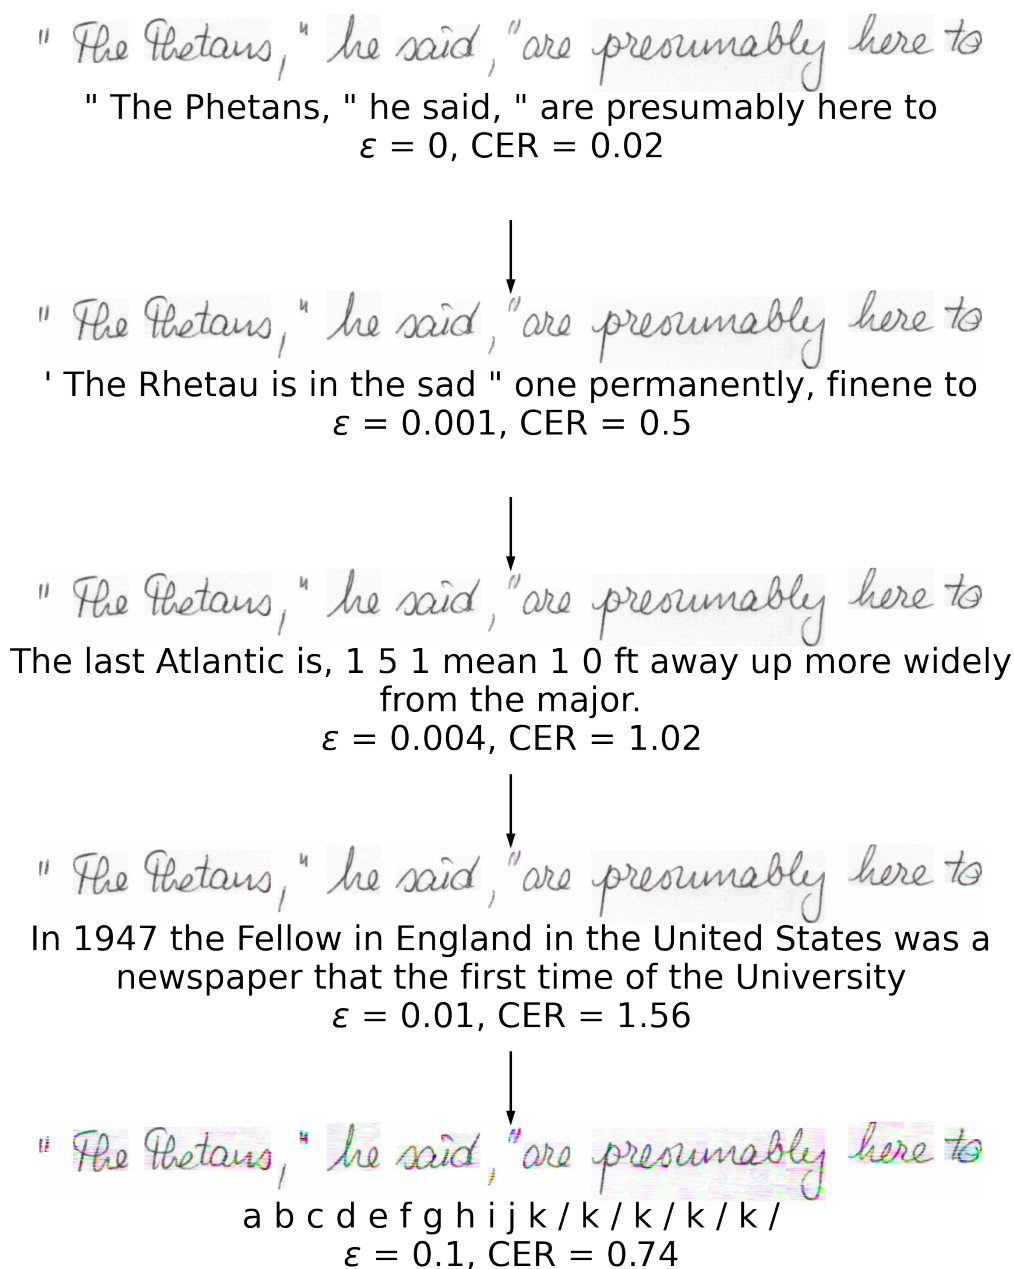 " The Thetans, " he said, "are presumably here to
" The Phetans, " he said, " are presumably here to
ε = 0, CER = 0.02
" The Thetans, " he said, "are presumably here to
' The Rhetau is in the sad " one permanently, finene to
ε = 0.001, CER = 0.5
" The Thetans, " he said, "are presumably here to
The last Atlantic is, 1 5 1 mean 1 0 ft away up more widely
from the major.
ε = 0.004, CER = 1.02
" The Thetans, " he said, "are presumably here to
In 1947 the Fellow in England in the United States was a
newspaper that the first time of the University
ε = 0.01, CER = 1.56
" The Thetans, " he said, "are presumably here to
a b c d e f g h i j k / k / k / k / k /
ε = 0.1, CER = 0.74